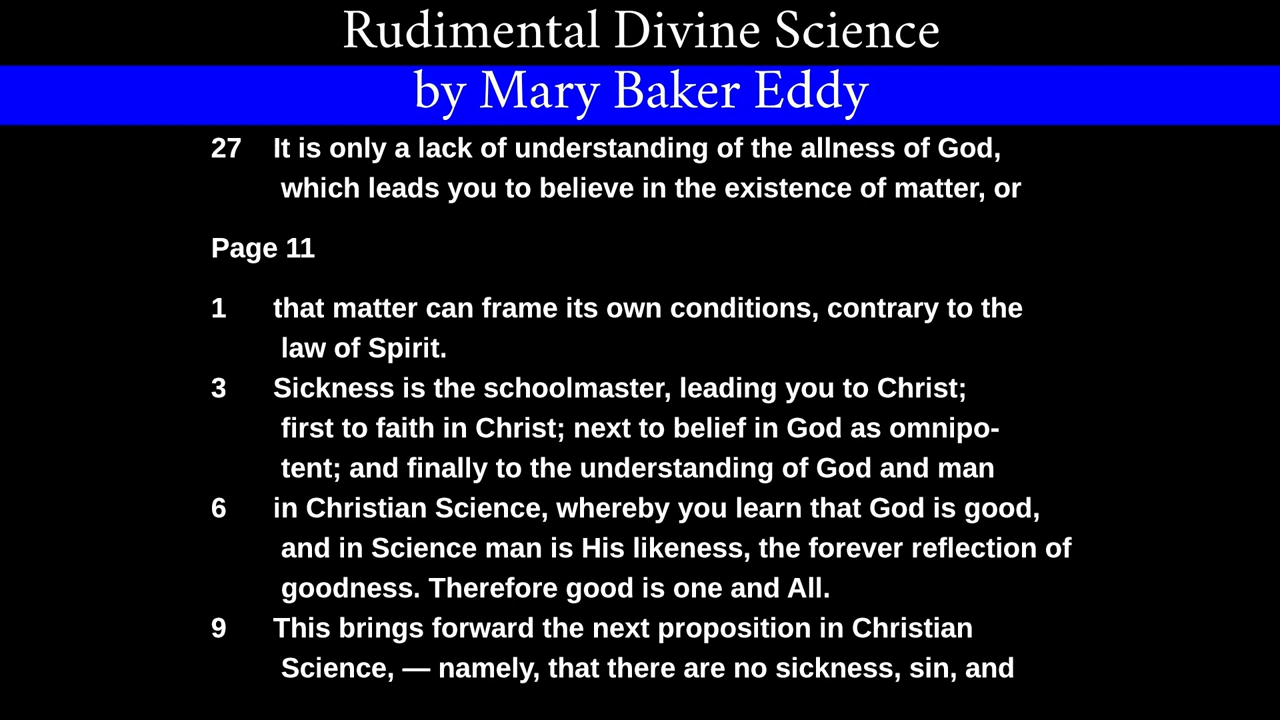 Rudimental Divine Science
by Mary Baker Eddy
27 It is only a lack of understanding of the allness of God,
which leads you to believe in the existence of matter, or
Page 11
1 that matter can frame its own conditions, contrary to the
law of Spirit.
3 Sickness is the schoolmaster, leading you to Christ;
first to faith in Christ; next to belief in God as omnipo-
tent; and finally to the understanding of God and man
6 in Christian Science, whereby you learn that God is good,
and in Science man is His likeness, the forever reflection of
goodness. Therefore good is one and All.
9 This brings forward the next proposition in Christian
Science, — namely, that there are no sickness, sin, and